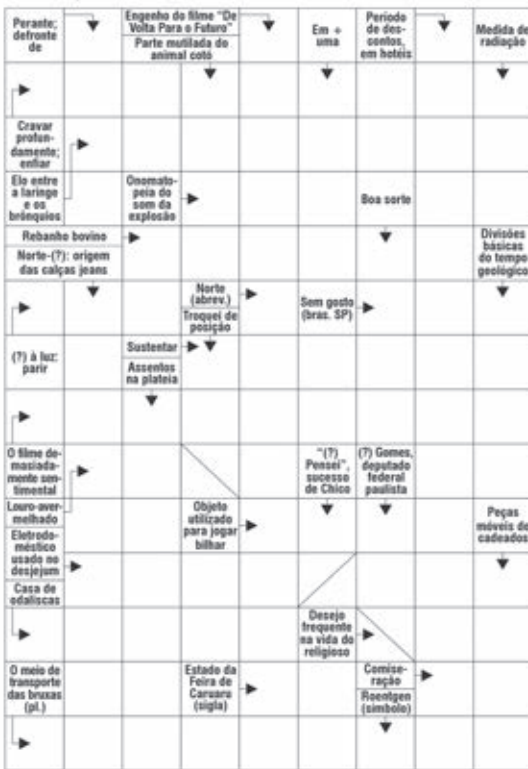 Perante;
defronte
de
Engenho do filme "De
Volta Para o Futuro"
Parte mutilada do
animal cotó
Em +
uma
Período
de des-
contos,
em hotéis
Medida de
radiação
Cravar
profun-
damente;
enfiar
Elo entre
a laringe
e os
brônquios
Onomato-
peia do
som da
explosão
Boa sorte
Rebanho bovino
Norte-(?): origem
das calças jeans
Divisões
básicas
do tempo
geológico
Norte
(abrev.)
Troquei de
posição
Sem gosto
(bras. SP)
(?) à luz:
parir
Sustentar
Assentos
na plateia
O filme de-
masiada-
mente sen-
timental
"(?)
Pensei",
sucesso
de Chico
(?) Gomes,
deputado
federal
paulista
Louro-aver-
melhado
Eletrodo-
méstico
usado no
desjejum
Casa de
odaliscas
Objeto
utilizado
para jogar
bilhar
Peças
móveis de
cadeados
Desejo
frequente
na vida do
religioso
O meio de
transporte
das bruxas
(pl.)
Estado da
Feira de
Caruaru
(sigla)
Comise-
ração
Roentgen
(símbolo)